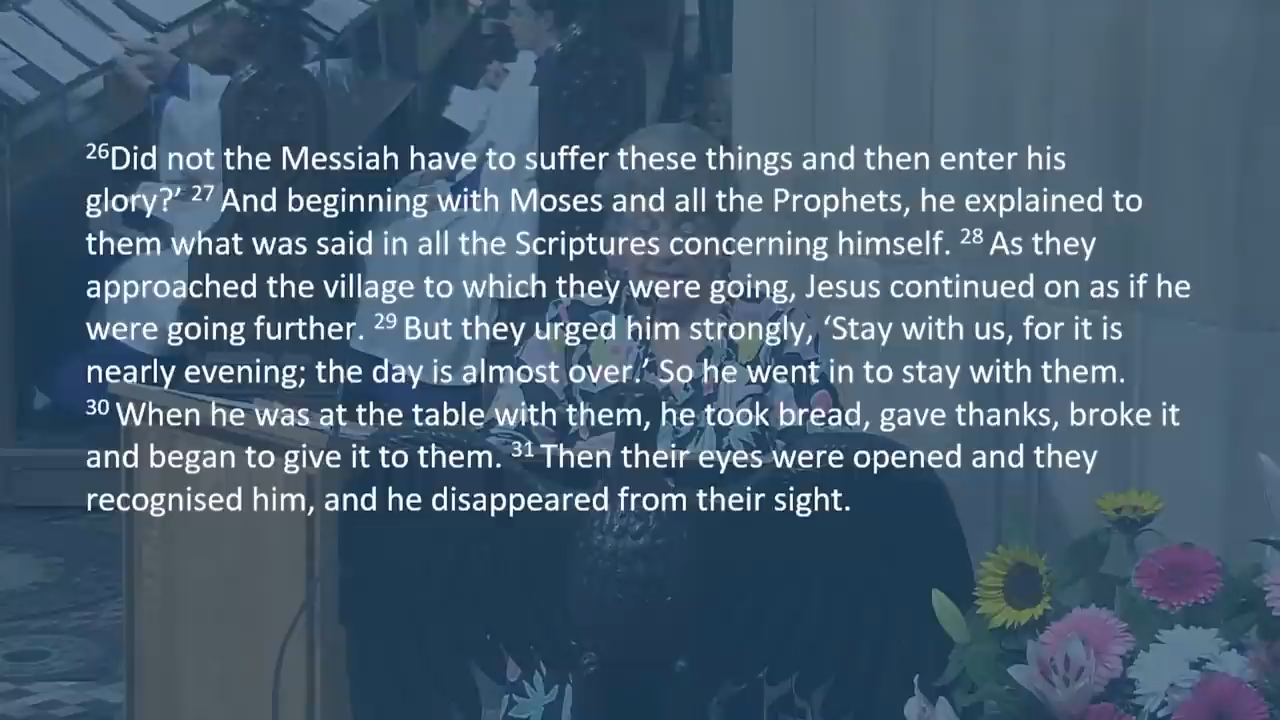 26Did not the Messiah have to suffer these things and then enter his
glory?’ 27 And beginning with Moses and all the Prophets, he explained to
them what was said in all the Scriptures concerning himself. 28 As they
approached the village to which they were going, Jesus continued on as if he
were going further. 29 But they urged him strongly, ‘Stay with us, for it is
nearly evening; the day is almost over.’ So he went in to stay with them.
30 When he was at the table with them, he took bread, gave thanks, broke it
and began to give it to them. 31 Then their eyes were opened and they
recognised him, and he disappeared from their sight.